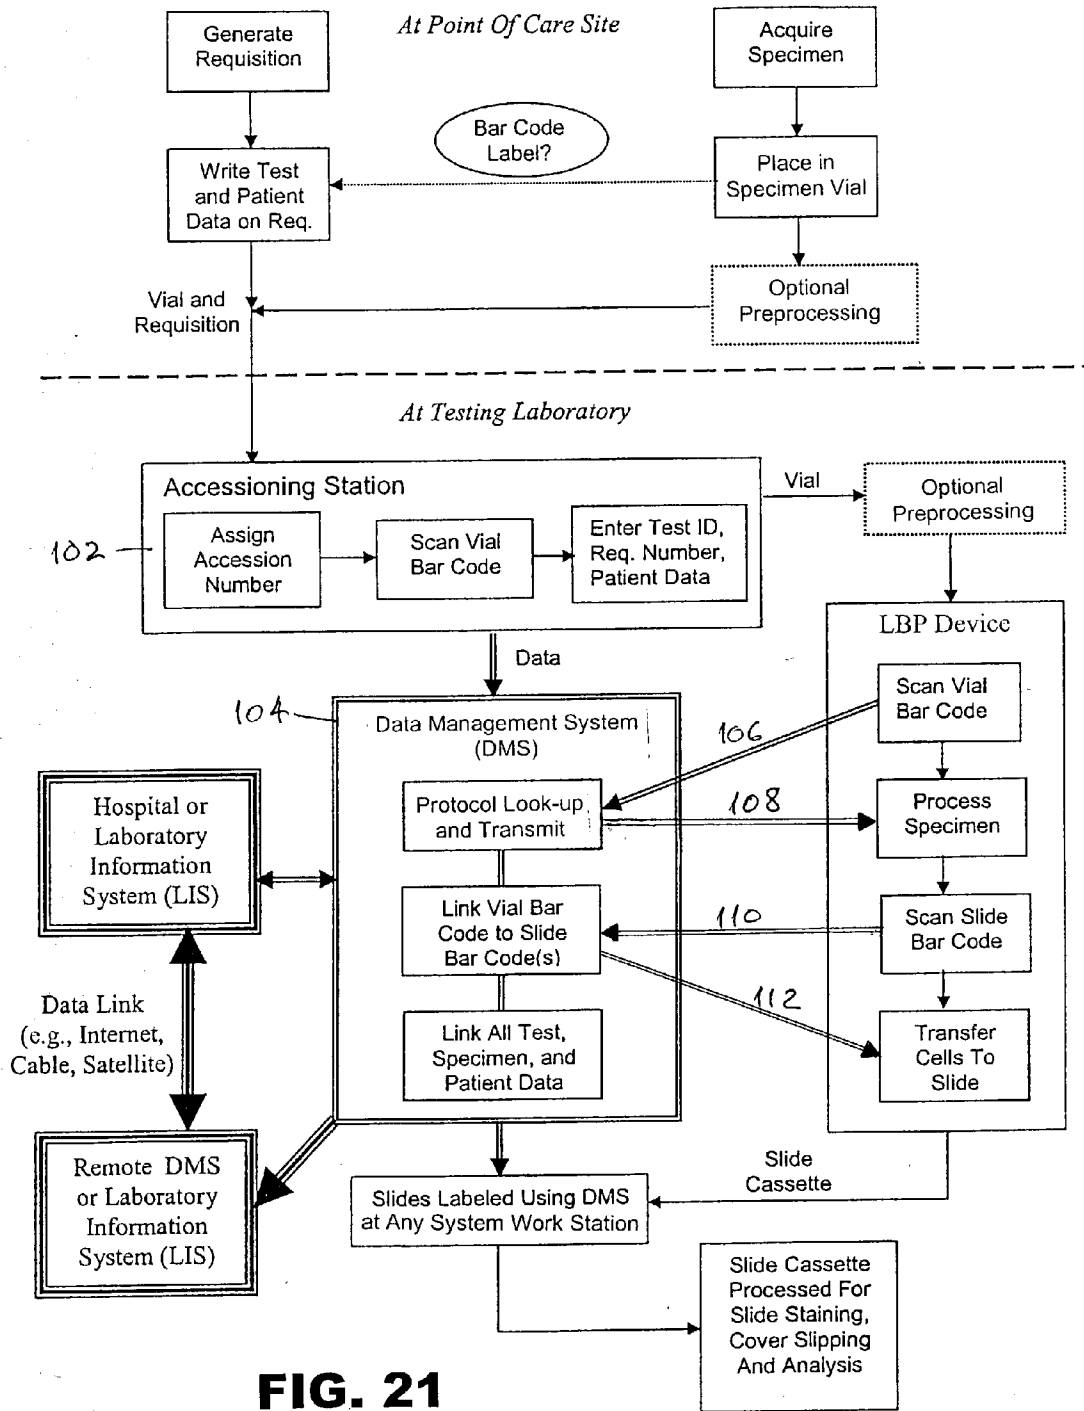 At Point Of Care Site
Generate
Requisition
Acquire
Specimen
Bar Code
Label?
Write Test
and Patient
Data on Req.
Place in
Specimen Vial
Vial and
Requisition
Optional
Preprocessing
At Testing Laboratory
Accessioning Station
102
Assign
Accession
Number
Scan Vial
Bar Code
Enter Test ID,
Req. Number,
Patient Data
Vial
Optional
Preprocessing
Data
LBP Device
104
Data Management System
(DMS)
Scan Vial
Bar Code
106
Protocol Look-up
and Transmit
108
Process
Specimen
Hospital or
Laboratory
Information
System (LIS)
Link Vial Bar
Code to Slide
Bar Code(s)
110
Scan Slide
Bar Code
112
Data Link
(e.g., Internet,
Cable, Satellite)
Link All Test,
Specimen, and
Patient Data
Transfer
Cells To
Slide
Remote DMS
or Laboratory
Information
System (LIS)
Slides Labeled Using DMS
at Any System Work Station
Slide
Cassette
Slide Cassette
Processed For
Slide Staining,
Cover Slipping
And Analysis
FIG. 21